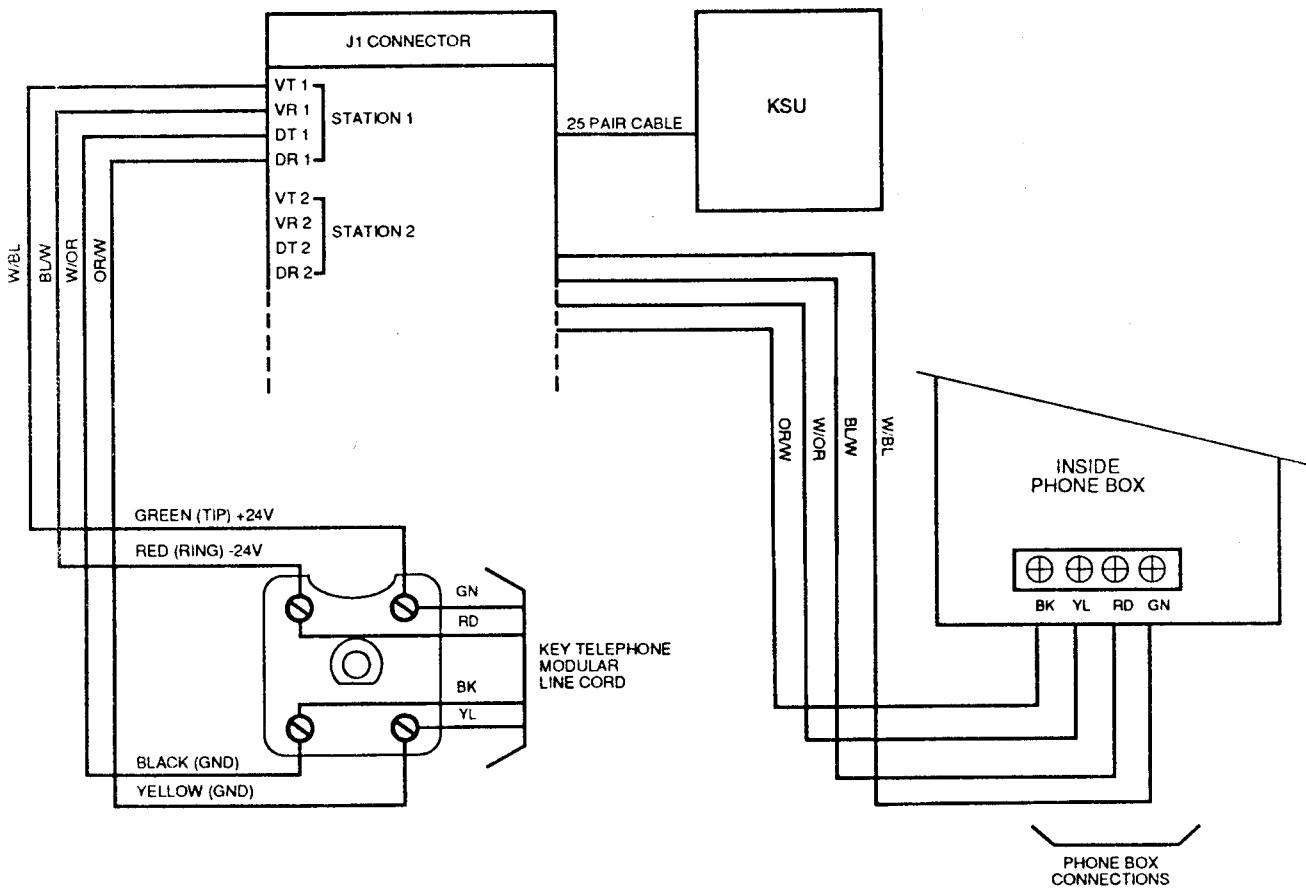 J1 CONNECTOR
VT 1
VR 1
DT 1
DR 1
STATION 1
VT 2
VR 2
DT 2
DR 2
STATION 2
25 PAIR CABLE
KSU
W/BL
BL/W
W/OR
OR/W
OR/W
W/OR
BL/W
W/BL
INSIDE
PHONE BOX
BK YL RD GN
GREEN (TIP) +24V
RED (RING) -24V
GN
RD
BK
YL
KEY TELEPHONE
MODULAR
LINE CORD
BLACK (GND)
YELLOW (GND)
PHONE BOX
CONNECTIONS